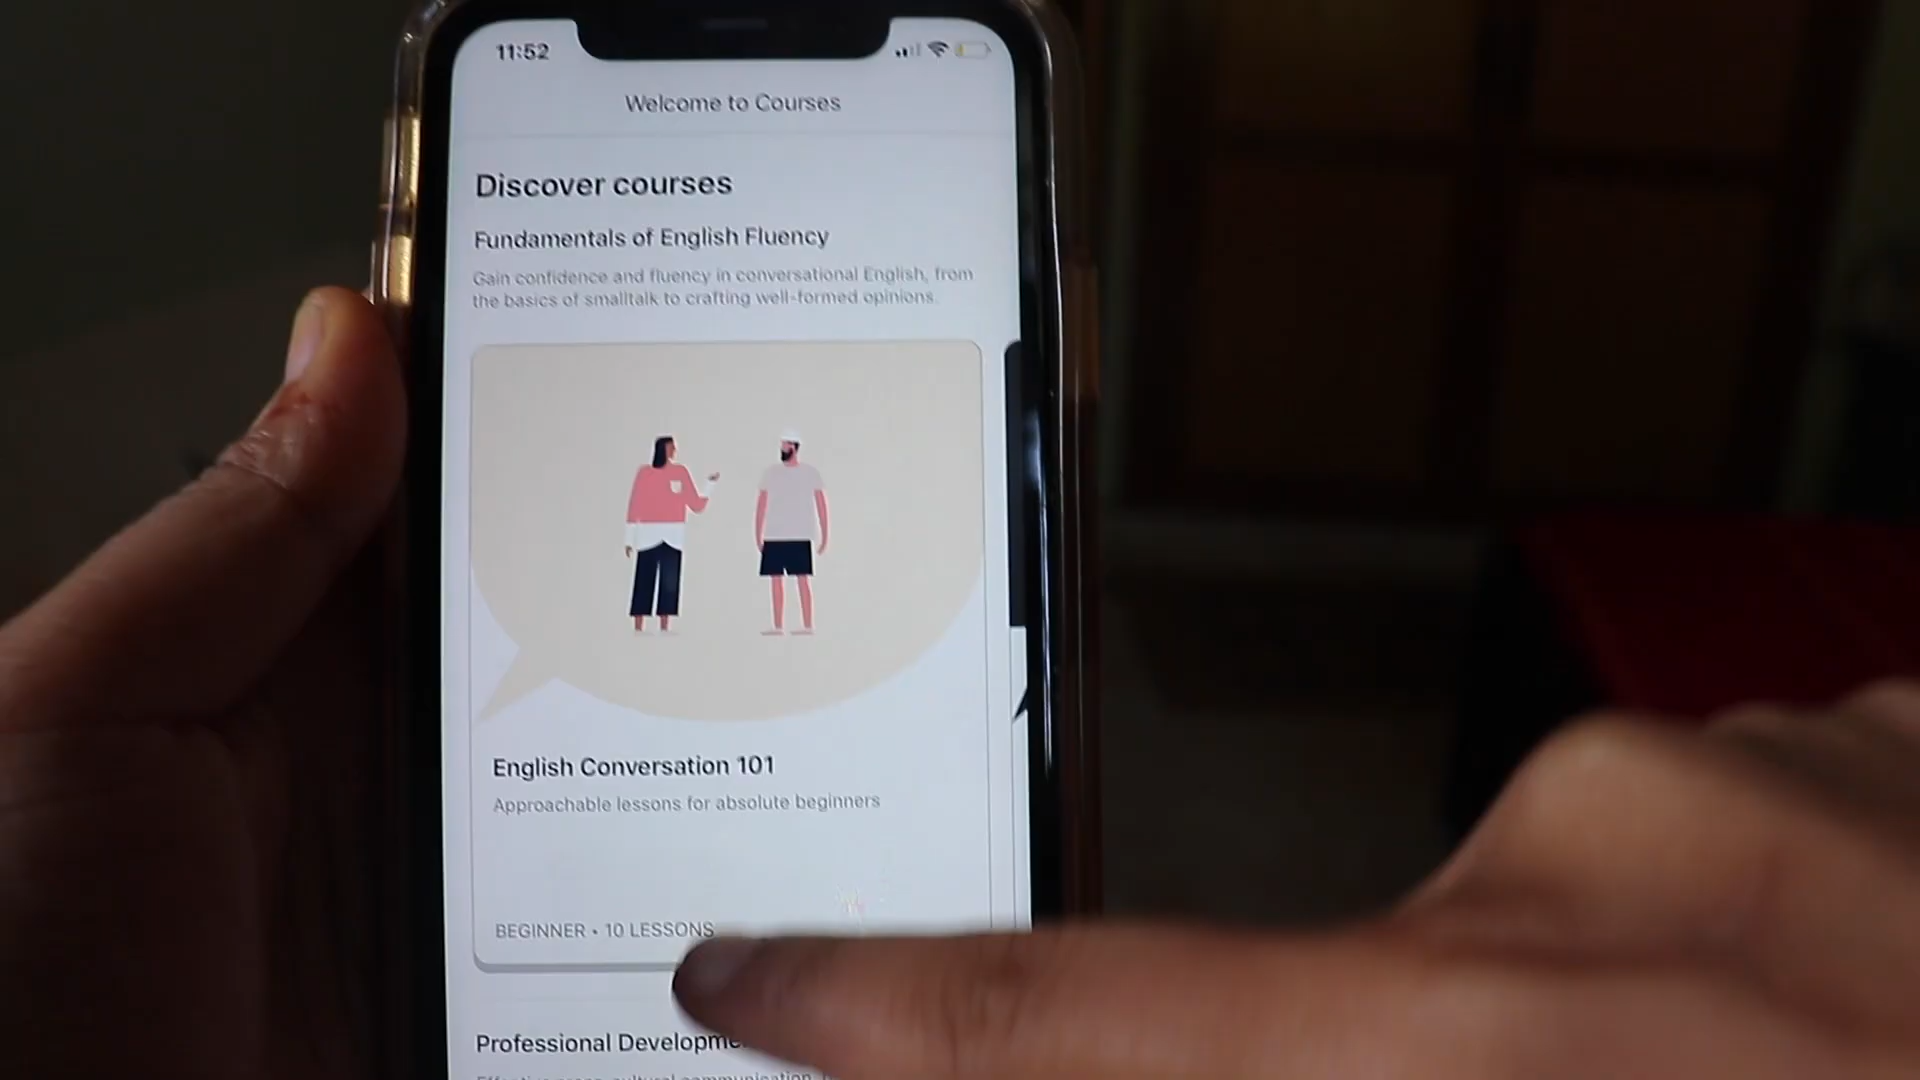 11:52
Welcome to Courses
Discover courses
Fundamentals of English Fluency
Gain confidence and fluency in conversational English, from
the basics of smalltalk to crafting well-formed opinions.
English Conversation 101
Approachable lessons for absolute beginners
BEGINNER • 10 LESSONS
Professional